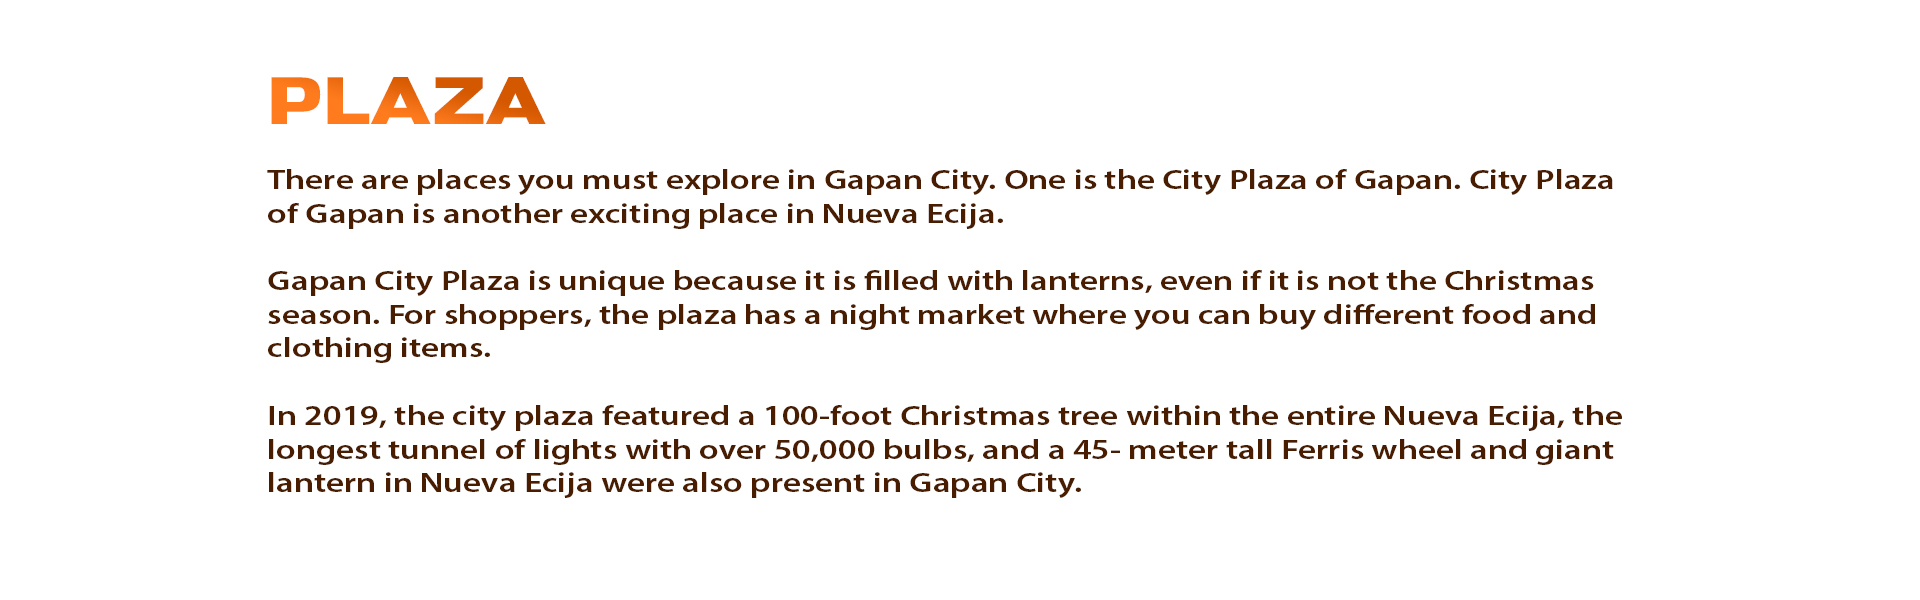 PLAZA
There are places you must explore in Gapan City. One is the City Plaza of Gapan. City Plaza
of Gapan is another exciting place in Nueva Ecija.
Gapan City Plaza is unique because it is filled with lanterns, even if it is not the Christmas
season. For shoppers, the plaza has a night market where you can buy different food and
clothing items.
In 2019, the city plaza featured a 100-foot Christmas tree within the entire Nueva Ecija, the
longest tunnel of lights with over 50,000 bulbs, and a 45- meter tall Ferris wheel and giant
lantern in Nueva Ecija were also present in Gapan City.